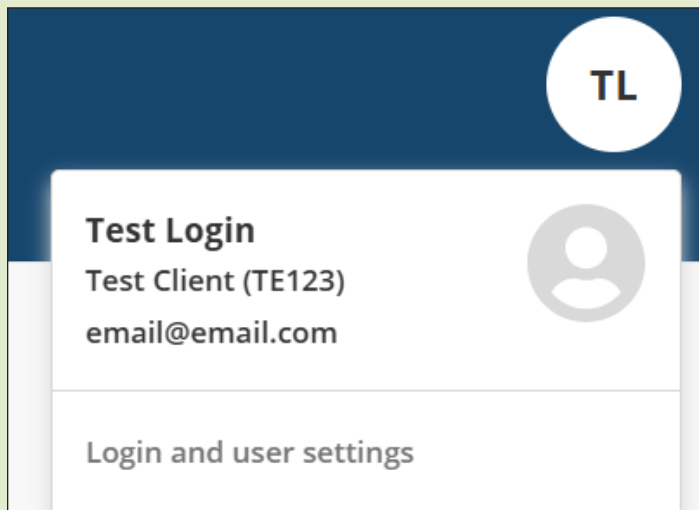 TL
Test Login
Test Client (TE123)
email@email.com
Login and user settings